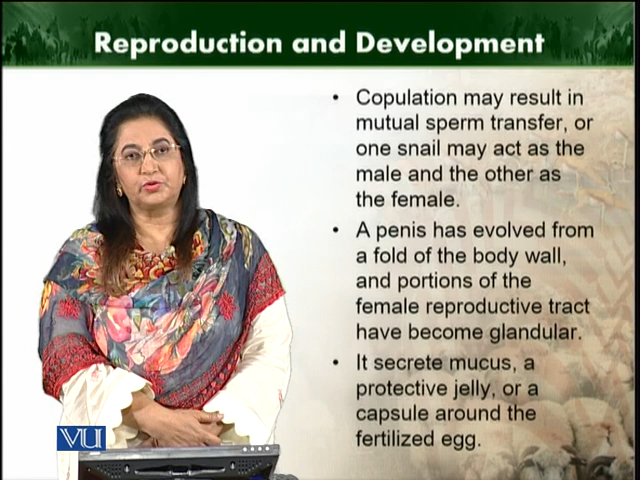 Reproduction and Development
• Copulation may result in
mutual sperm transfer, or
one snail may act as the
male and the other as
the female.
• A penis has evolved from
a fold of the body wall,
and portions of the
female reproductive tract
have become glandular.
• It secrete mucus, a
protective jelly, or a
capsule around the
fertilized egg.
VU